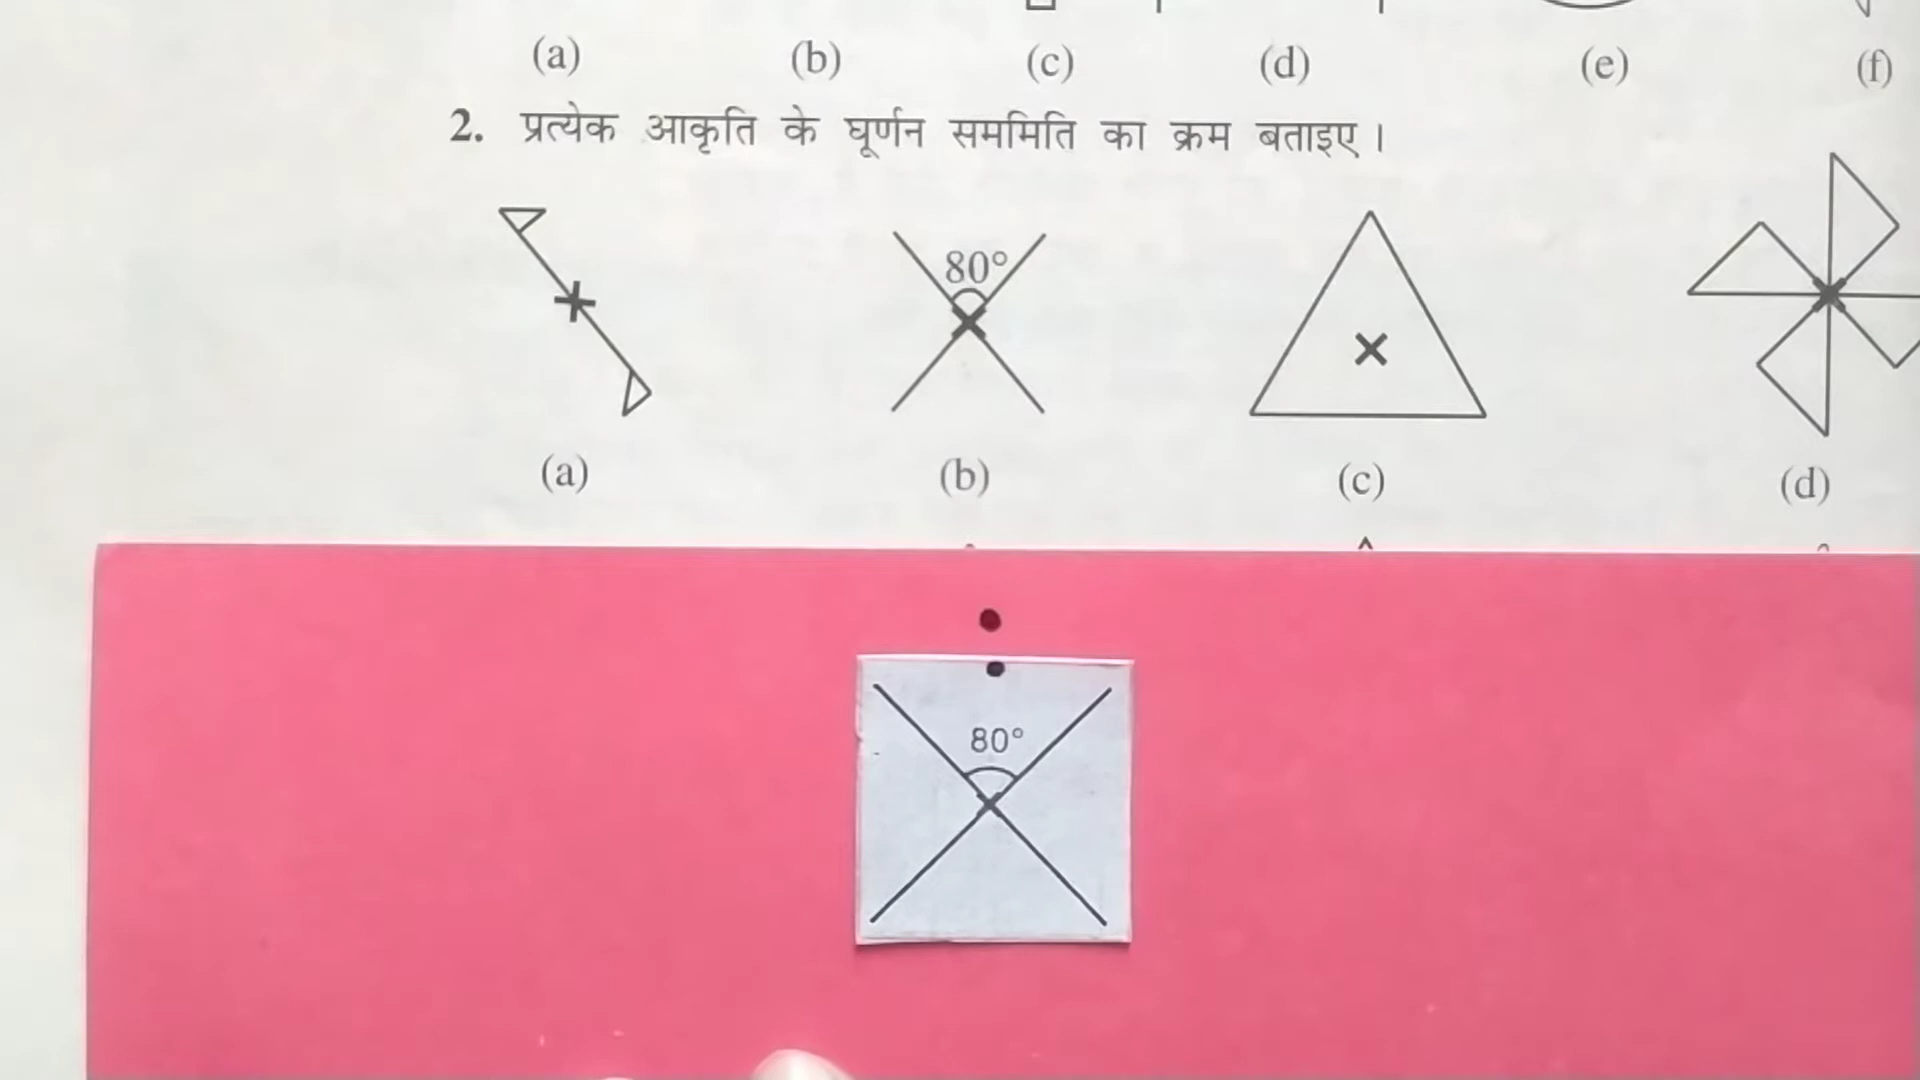 (a) (b) (c) (d) (e) (f)
2. प्रत्येक आकृति के घूर्णन सममिति का क्रम बताइए।
80°
(a) (b) (c) (d)
80°